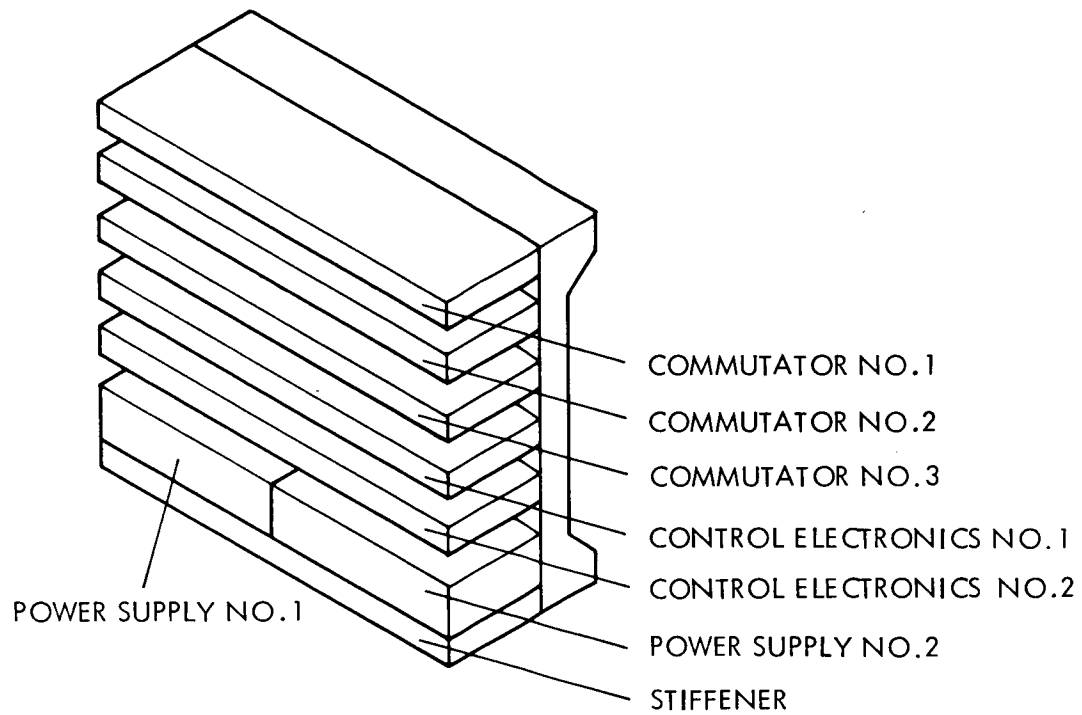 COMMUTATOR NO.1
COMMUTATOR NO.2
COMMUTATOR NO.3
CONTROL ELECTRONICS NO.1
CONTROL ELECTRONICS NO.2
POWER SUPPLY NO.1
POWER SUPPLY NO.2
STIFFENER